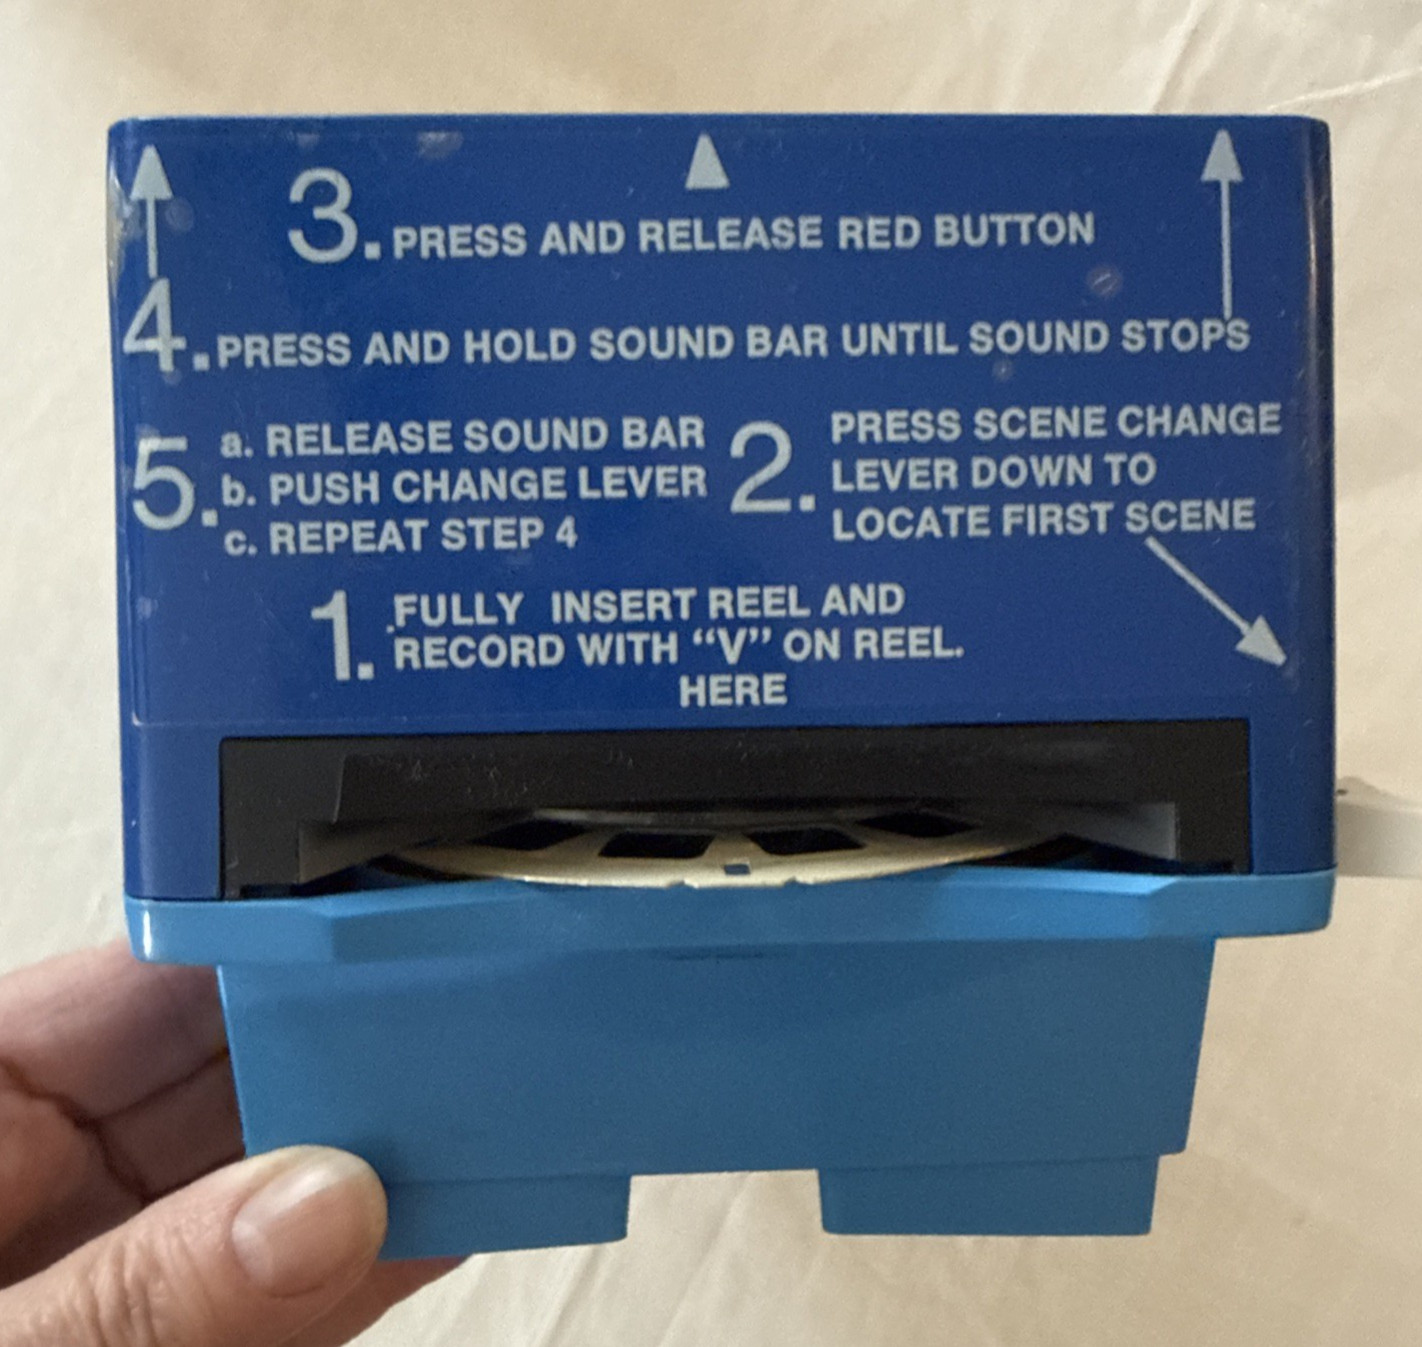 3. PRESS AND RELEASE RED BUTTON
4. PRESS AND HOLD SOUND BAR UNTIL SOUND STOPS
5. a. RELEASE SOUND BAR
b. PUSH CHANGE LEVER
c. REPEAT STEP 4
2. PRESS SCENE CHANGE
LEVER DOWN TO
LOCATE FIRST SCENE
1. FULLY INSERT REEL AND
RECORD WITH “V” ON REEL.
HERE